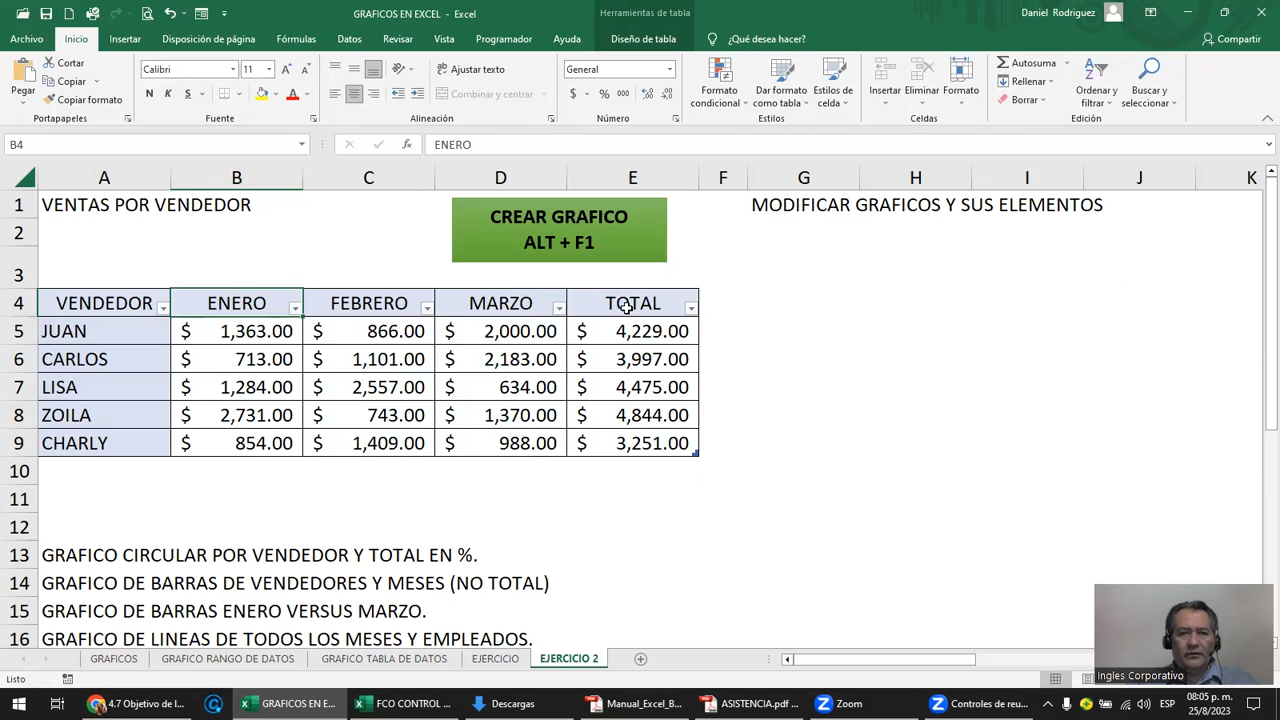 GRAFICOS EN EXCEL - Excel
Herramientas de tabla
Daniel Rodriguez
Archivo Inicio Insertar Disposición de página Fórmulas Datos Revisar Vista Programador Ayuda Diseño de tabla ¿Qué desea hacer? Compartir
Pegar
Cortar
Copiar
Copiar formato
Portapapeles
Calibri 11
N K S
Fuente
Ajustar texto
Combinar y centrar
Alineación
General
$ % 000
Número
Formato condicional
Dar formato como tabla
Estilos de celda
Estilos
Insertar Eliminar Formato
Celdas
Autosuma
Rellenar
Borrar
Ordenar y filtrar
Buscar y seleccionar
Edición
B4 fx ENERO
A B C D E F G H I J K
1 VENTAS POR VENDEDOR MODIFICAR GRAFICOS Y SUS ELEMENTOS
CREAR GRAFICO
ALT + F1
2
3
4 VENDEDOR ENERO FEBRERO MARZO TOTAL
5 JUAN $ 1,363.00 $ 866.00 $ 2,000.00 $ 4,229.00
6 CARLOS $ 713.00 $ 1,101.00 $ 2,183.00 $ 3,997.00
7 LISA $ 1,284.00 $ 2,557.00 $ 634.00 $ 4,475.00
8 ZOILA $ 2,731.00 $ 743.00 $ 1,370.00 $ 4,844.00
9 CHARLY $ 854.00 $ 1,409.00 $ 988.00 $ 3,251.00
10
11
12
13 GRAFICO CIRCULAR POR VENDEDOR Y TOTAL EN %.
14 GRAFICO DE BARRAS DE VENDEDORES Y MESES (NO TOTAL)
15 GRAFICO DE BARRAS ENERO VERSUS MARZO.
16 GRAFICO DE LINEAS DE TODOS LOS MESES Y EMPLEADOS.
Ingles Corporativo
GRAFICOS GRAFICO RANGO DE DATOS GRAFICO TABLA DE DATOS EJERCICIO EJERCICIO 2
Listo
4.7 Objetivo de l... GRAFICOS EN E... FCO CONTROL ... Descargas Manual_Excel_B... ASISTENCIA.pdf ... Zoom Controles de reu... ESP
08:05 p. m.
25/8/2023